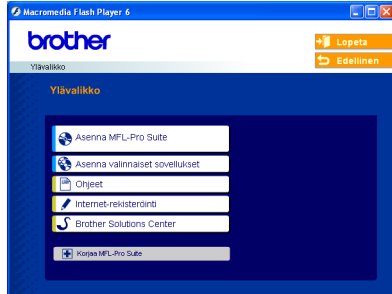 Macromedia Flash Player 6
brother
Lopeta
Edellinen
Ylävalikko
Ylävalikko
Asenna MFL-Pro Suite
Asenna valinnaiset sovellukset
Ohjeet
Internet-rekisteröinti
Brother Solutions Center
Korjaa MFL-Pro Suite